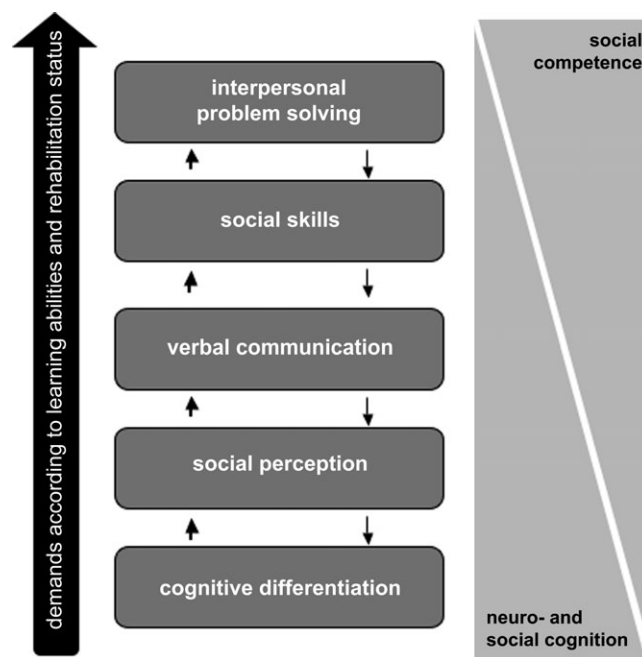 demands according to learning abilities and rehabilitation status
interpersonal
problem solving
social skills
verbal communication
social perception
cognitive differentiation
social
competence
neuro- and
social cognition